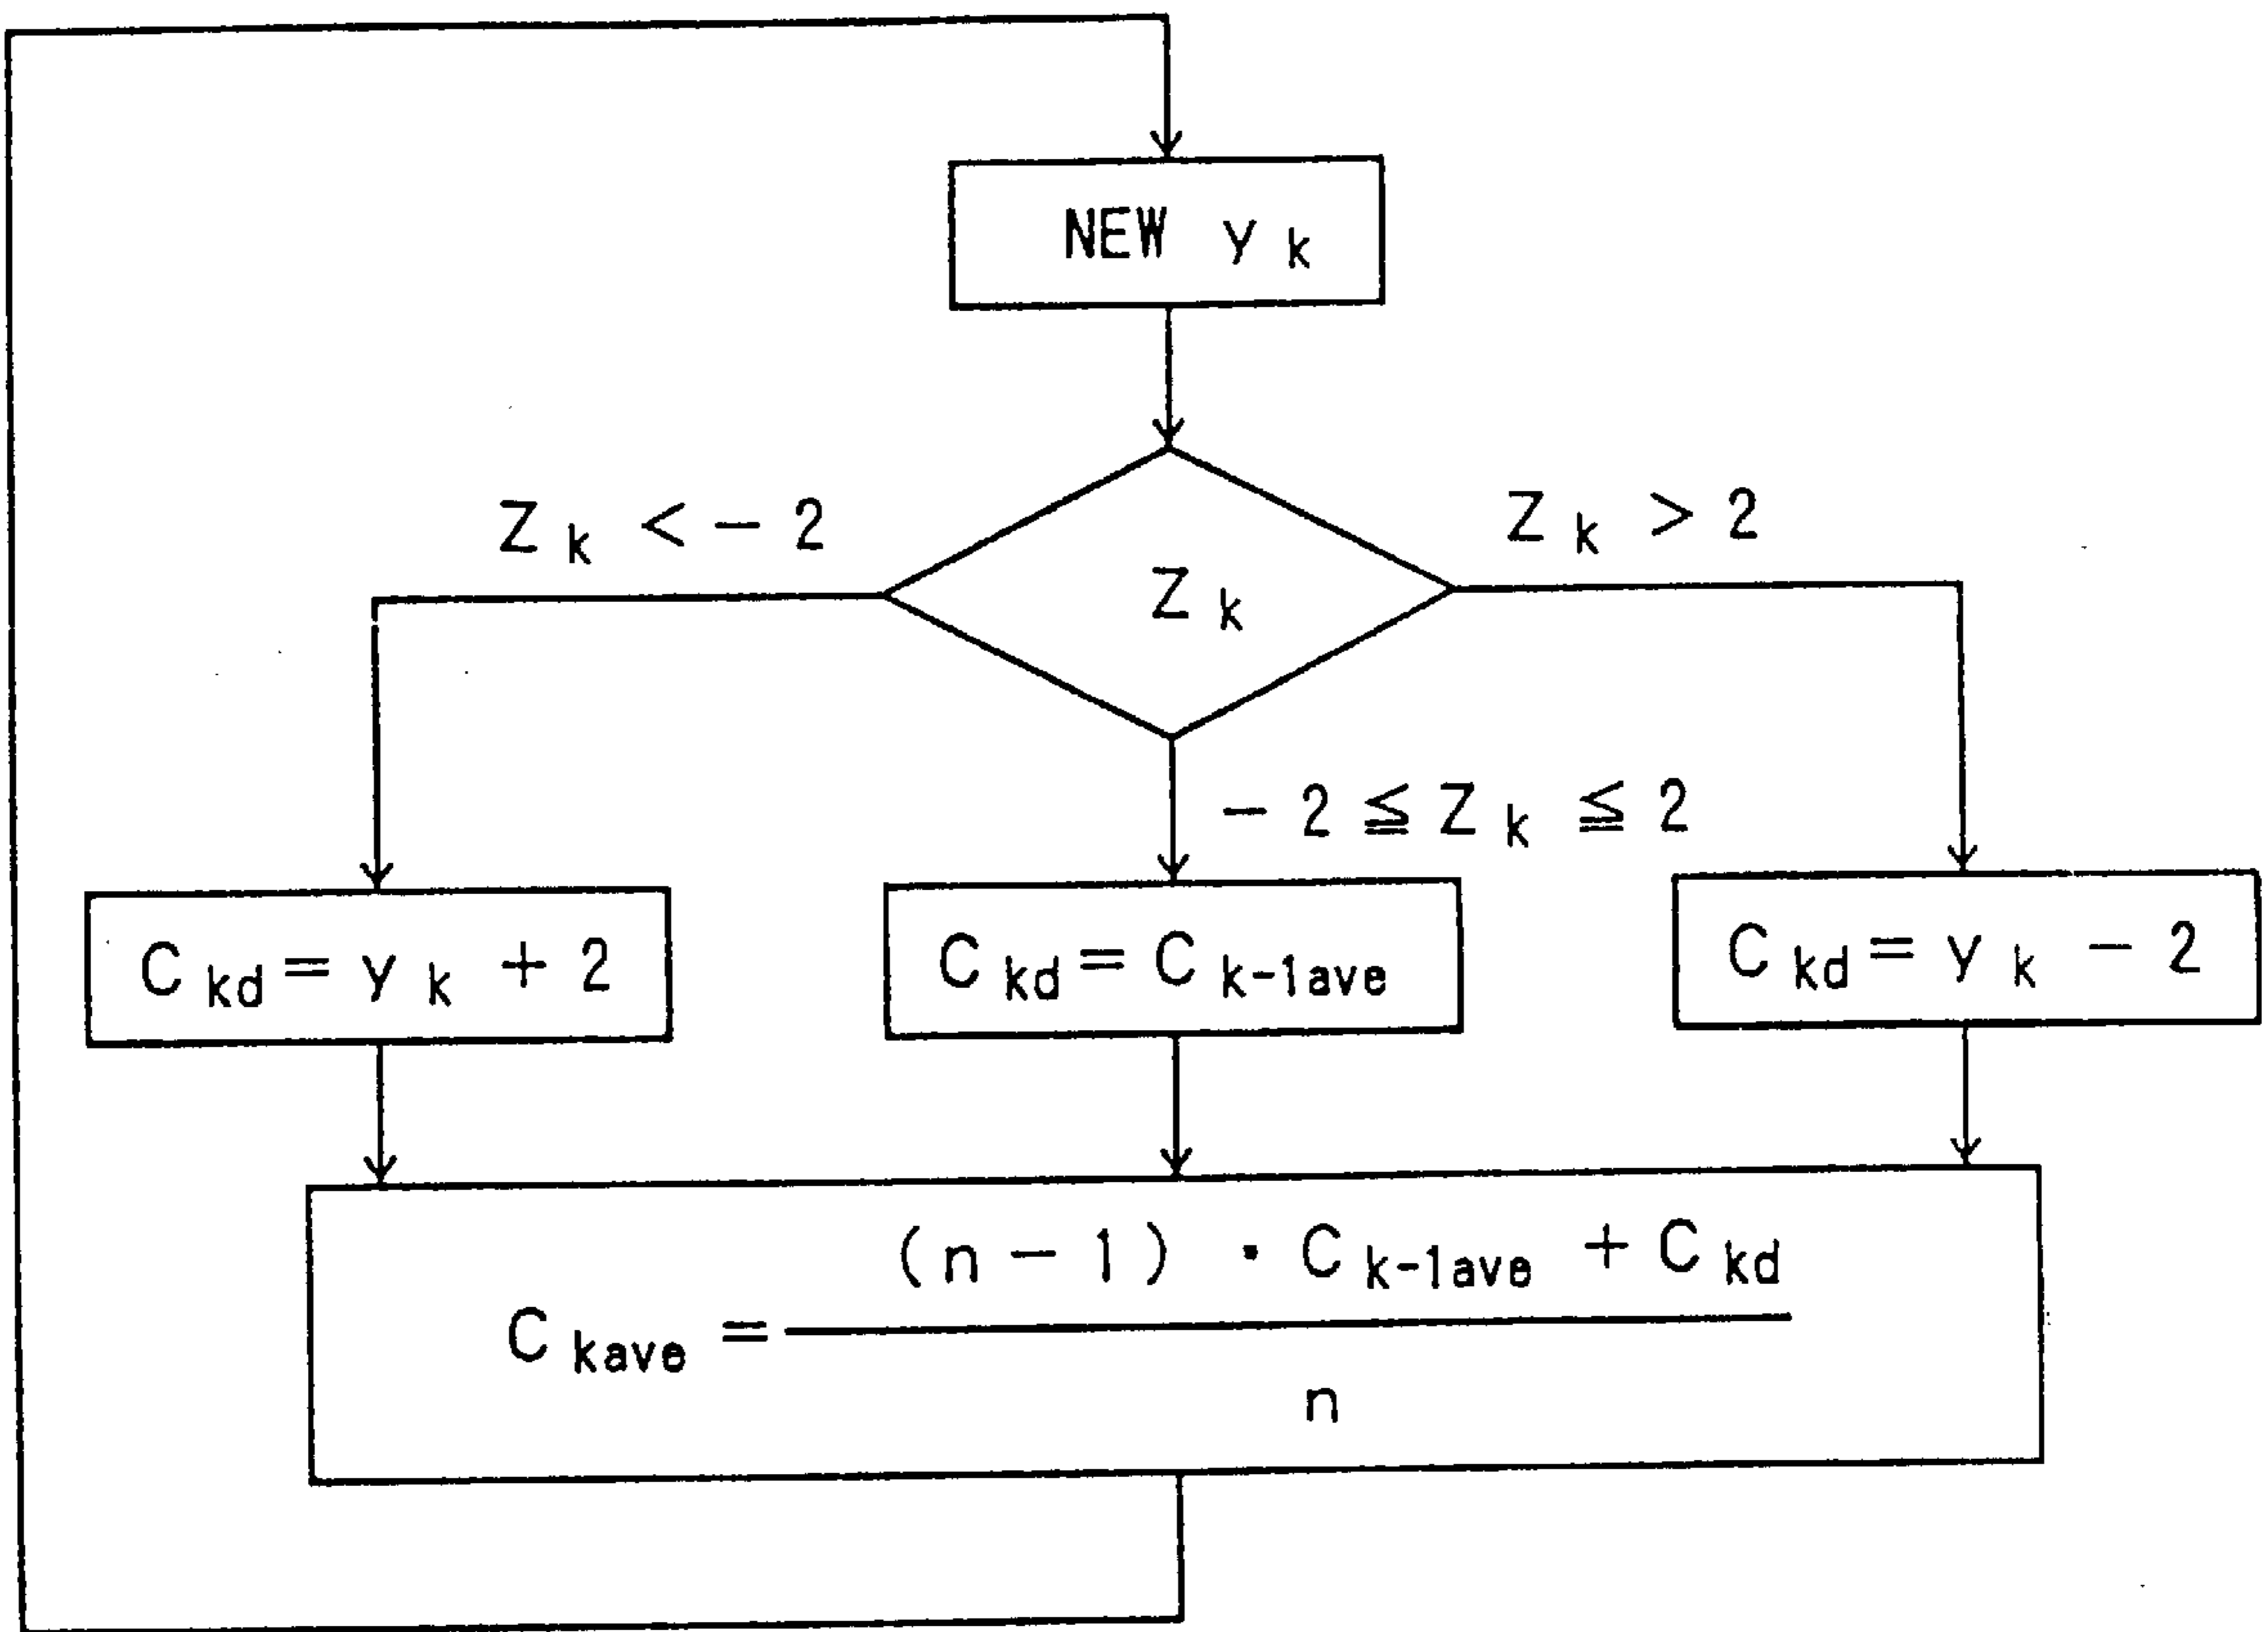 NEW y k
Z k < - 2
Z k > 2
Z k
- 2 ≦ Z k ≦ 2
C kd = y k + 2
C kd = C k-1ave
C kd = y k - 2
(n - 1) · C k-1ave + C kd
C kave =
n